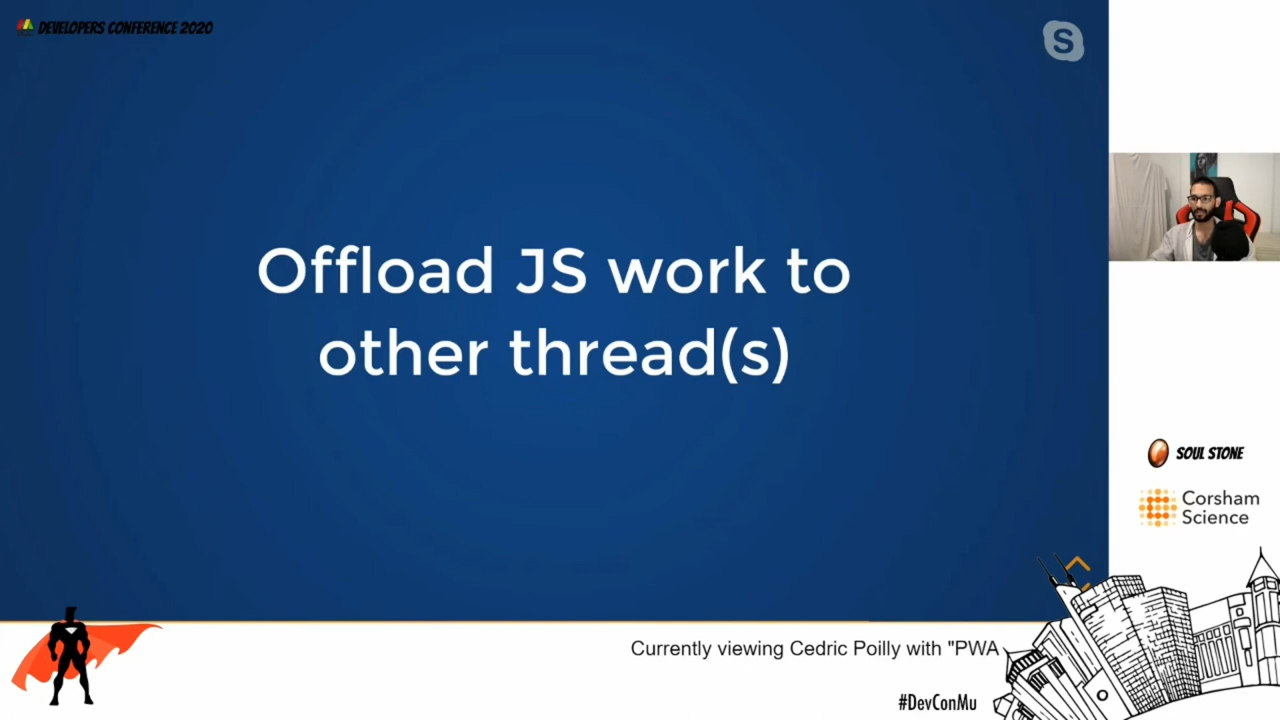 DEVELOPERS CONFERENCE 2020
S
Offload JS work to
other thread(s)
SOUL STONE
Corsham
Science
Currently viewing Cedric Poilly with "PWA
#DevConMu